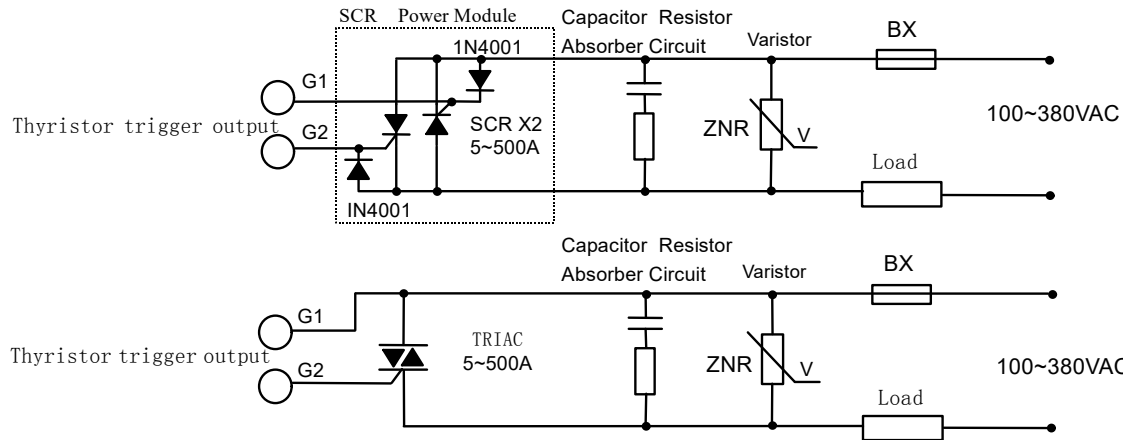 SCR Power Module
Capacitor Resistor
Absorber Circuit
Varistor
BX
1N4001
G1
Thyristor trigger output
G2
SCR X2
5~500A
ZNR
V
100~380VAC
Load
IN4001
Capacitor Resistor
Absorber Circuit
Varistor
BX
G1
Thyristor trigger output
G2
TRIAC
5~500A
ZNR
V
100~380VAC
Load